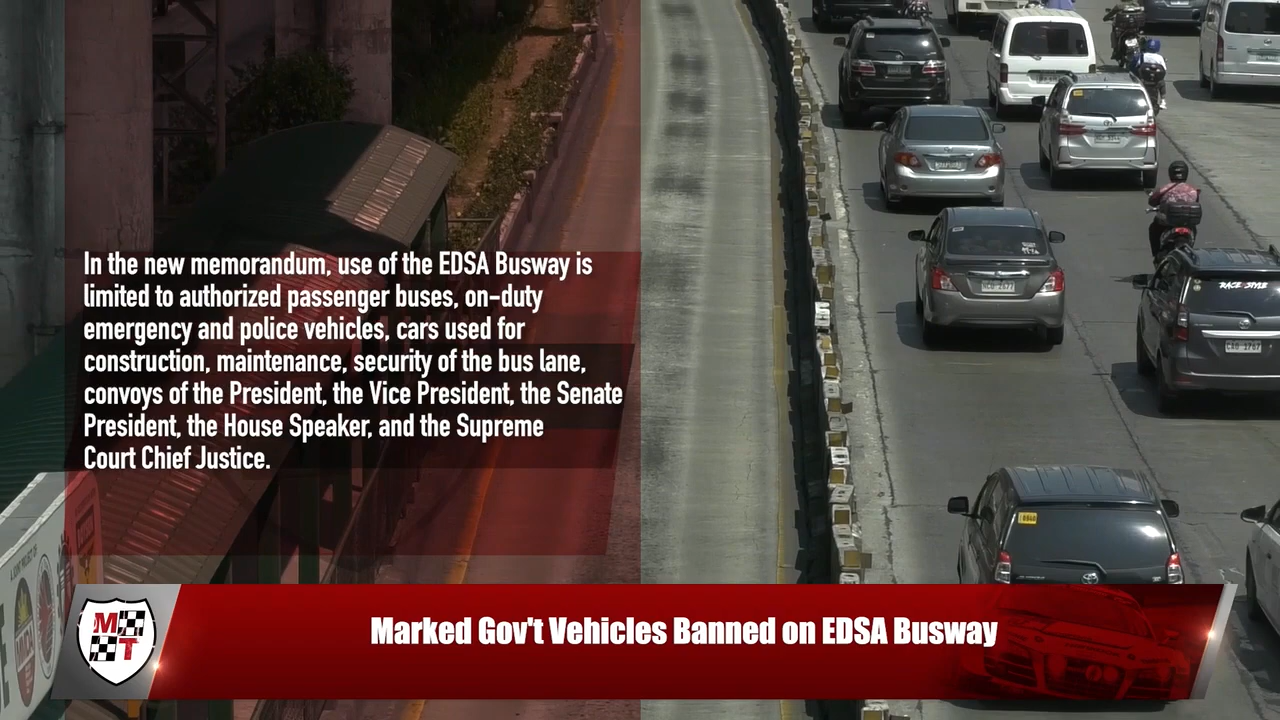 In the new memorandum, use of the EDSA Busway is
limited to authorized passenger buses, on-duty
emergency and police vehicles, cars used for
construction, maintenance, security of the bus lane,
convoys of the President, the Vice President, the Senate
President, the House Speaker, and the Supreme
Court Chief Justice.
RACE STYLE
MT
Marked Gov't Vehicles Banned on EDSA Busway